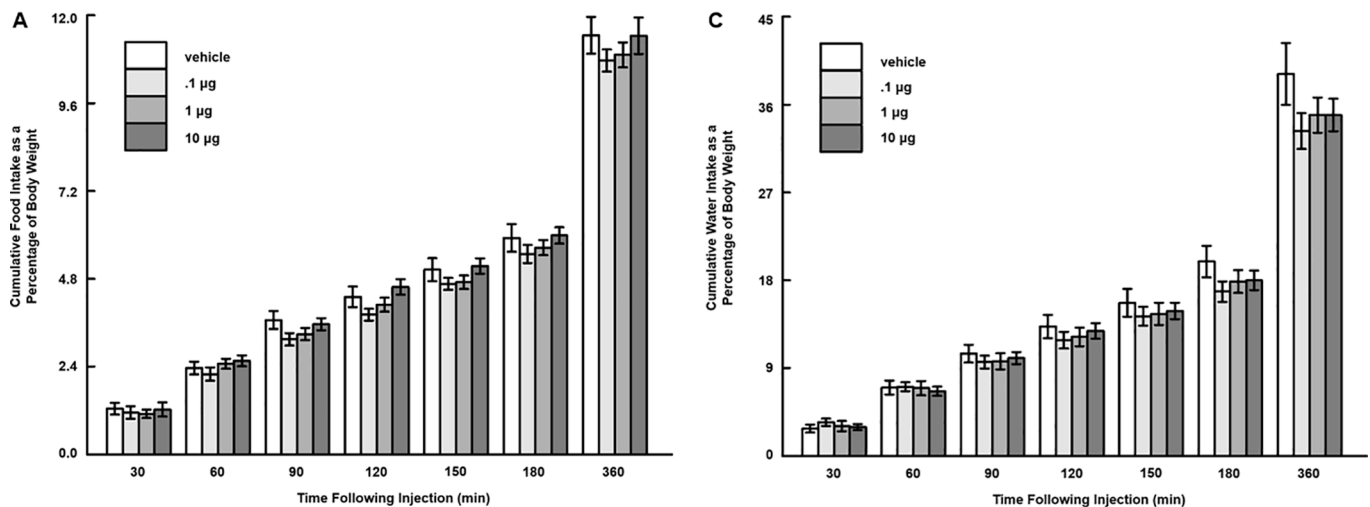 A
vehicle
.1 µg
1 µg
10 µg
Cumulative Food Intake as a
Percentage of Body Weight
12.0
9.6
7.2
4.8
2.4
0.0
30 60 90 120 150 180 360
Time Following Injection (min)
C
vehicle
.1 µg
1 µg
10 µg
Cumulative Water Intake as a
Percentage of Body Weight
45
36
27
18
9
0
30 60 90 120 150 180 360
Time Following Injection (min)